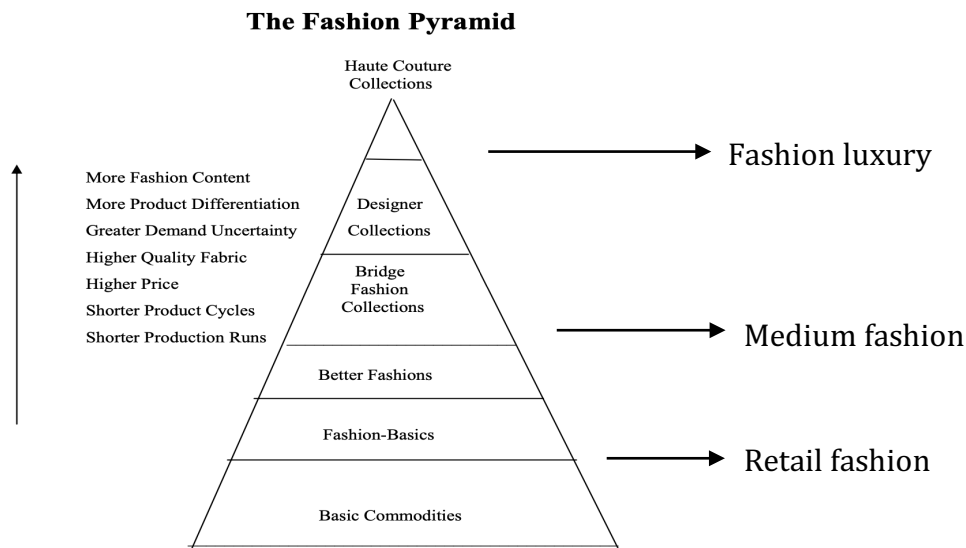 The Fashion Pyramid
Haute Couture
Collections
Fashion luxury
More Fashion Content
More Product Differentiation
Greater Demand Uncertainty
Higher Quality Fabric
Higher Price
Shorter Product Cycles
Shorter Production Runs
Designer
Collections
Bridge
Fashion
Collections
Medium fashion
Better Fashions
Fashion-Basics
Retail fashion
Basic Commodities